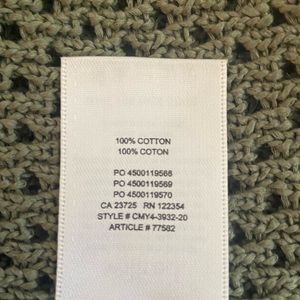 100% COTTON
100% COTON
PO 4500119568
PO 4500119569
PO 4500119570
CA 23725 RN 122354
STYLE # CMY4-3932-20
ARTICLE # 77582